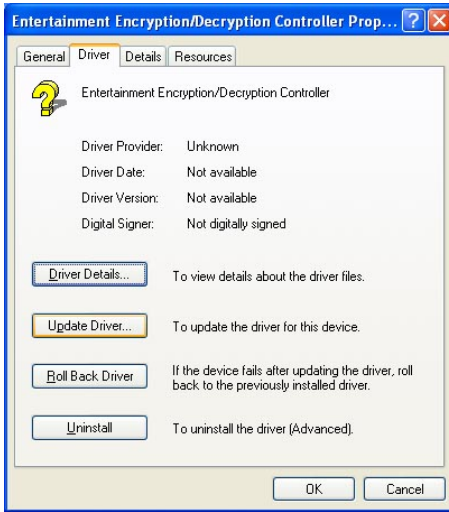 Entertainment Encryption/Decryption Controller Prop...
General Driver Details Resources
Entertainment Encryption/Decryption Controller
Driver Provider: Unknown
Driver Date: Not available
Driver Version: Not available
Digital Signer: Not digitally signed
Driver Details... To view details about the driver files.
Update Driver... To update the driver for this device.
Roll Back Driver If the device fails after updating the driver, roll
back to the previously installed driver.
Uninstall To uninstall the driver (Advanced).
OK Cancel